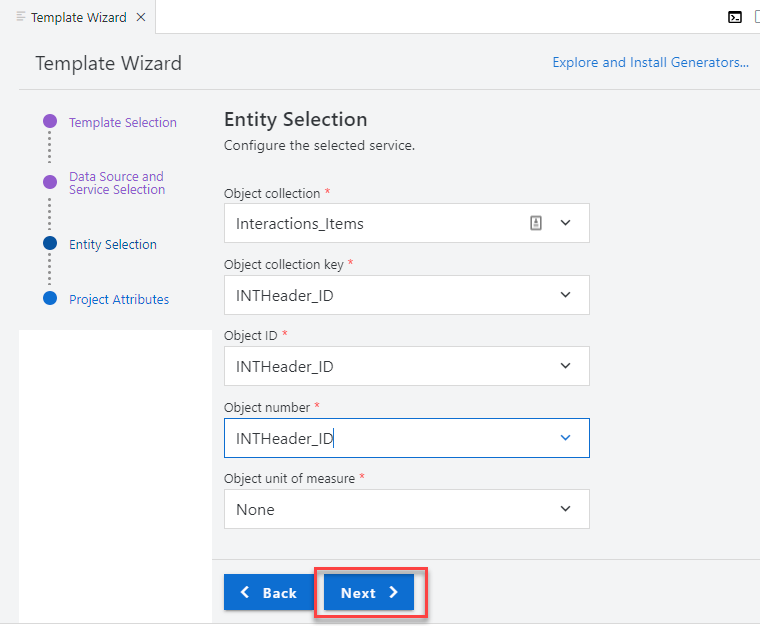 Template Wizard
Template Wizard
Explore and Install Generators...
Template Selection
Data Source and
Service Selection
Entity Selection
Project Attributes
Entity Selection
Configure the selected service.
Object collection *
Interactions_Items
Object collection key *
INTHeader_ID
Object ID *
INTHeader_ID
Object number *
INTHeader_ID
Object unit of measure *
None
Back
Next